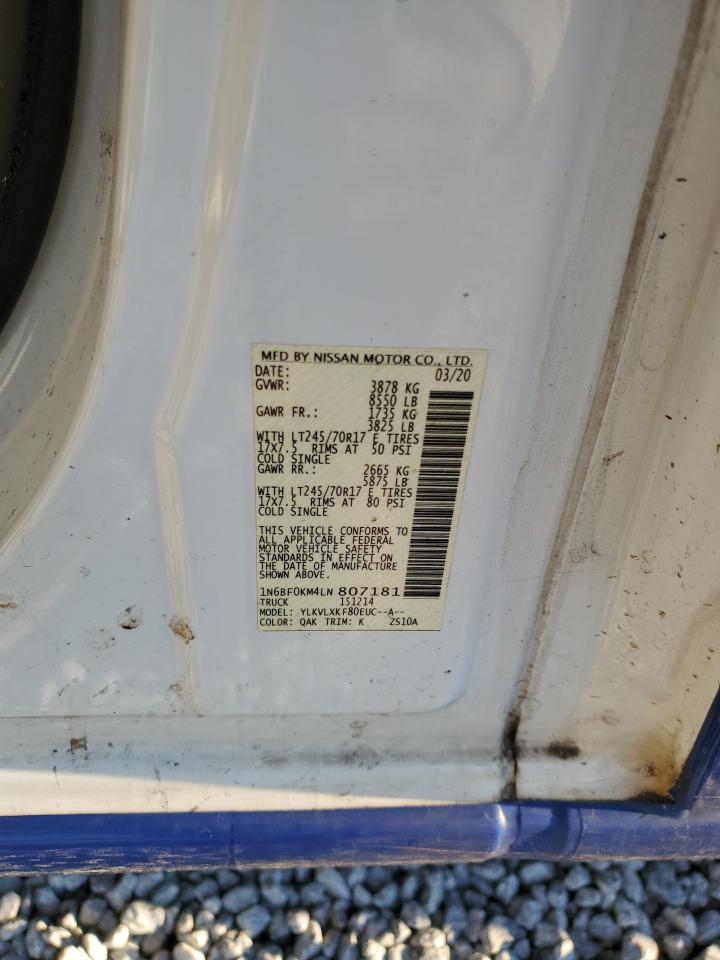 MFD BY NISSAN MOTOR CO., LTD.
DATE: 03/20
GVWR: 3878 KG
8550 LB
GAWR FR.: 1735 KG
3825 LB
WITH LT245/70R17 E TIRES
17X7.5 RIMS AT 50 PSI
COLD SINGLE
GAWR RR.: 2665 KG
5875 LB
WITH LT245/70R17 E TIRES
17X7.5 RIMS AT 80 PSI
COLD SINGLE
THIS VEHICLE CONFORMS TO
ALL APPLICABLE FEDERAL
MOTOR VEHICLE SAFETY
STANDARDS IN EFFECT ON
THE DATE OF MANUFACTURE
1N6BF0KM4LN 807181
TRUCK 1S1214
MODEL: YLKVLXKF80EUC--A--
COLOR: QAK TRIM: K ZS10A